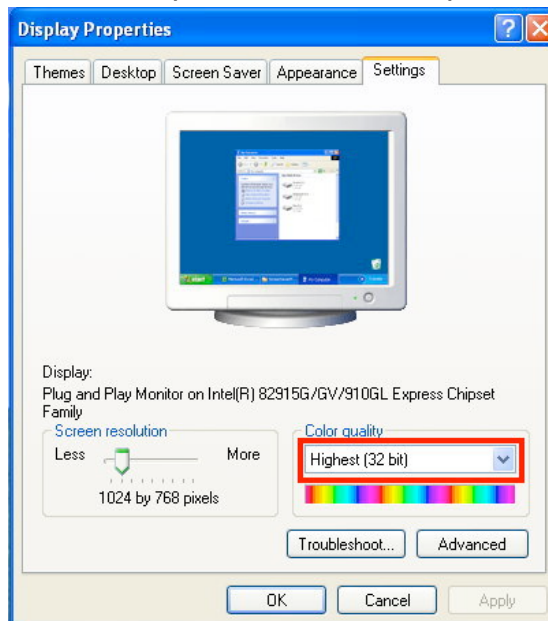 Display Properties
Themes Desktop Screen Saver Appearance Settings
Display:
Plug and Play Monitor on Intel(R) 82915G/GV/910GL Express Chipset
Family
Screen resolution
Less More
1024 by 768 pixels
Color quality
Highest (32 bit)
Troubleshoot... Advanced
OK Cancel Apply